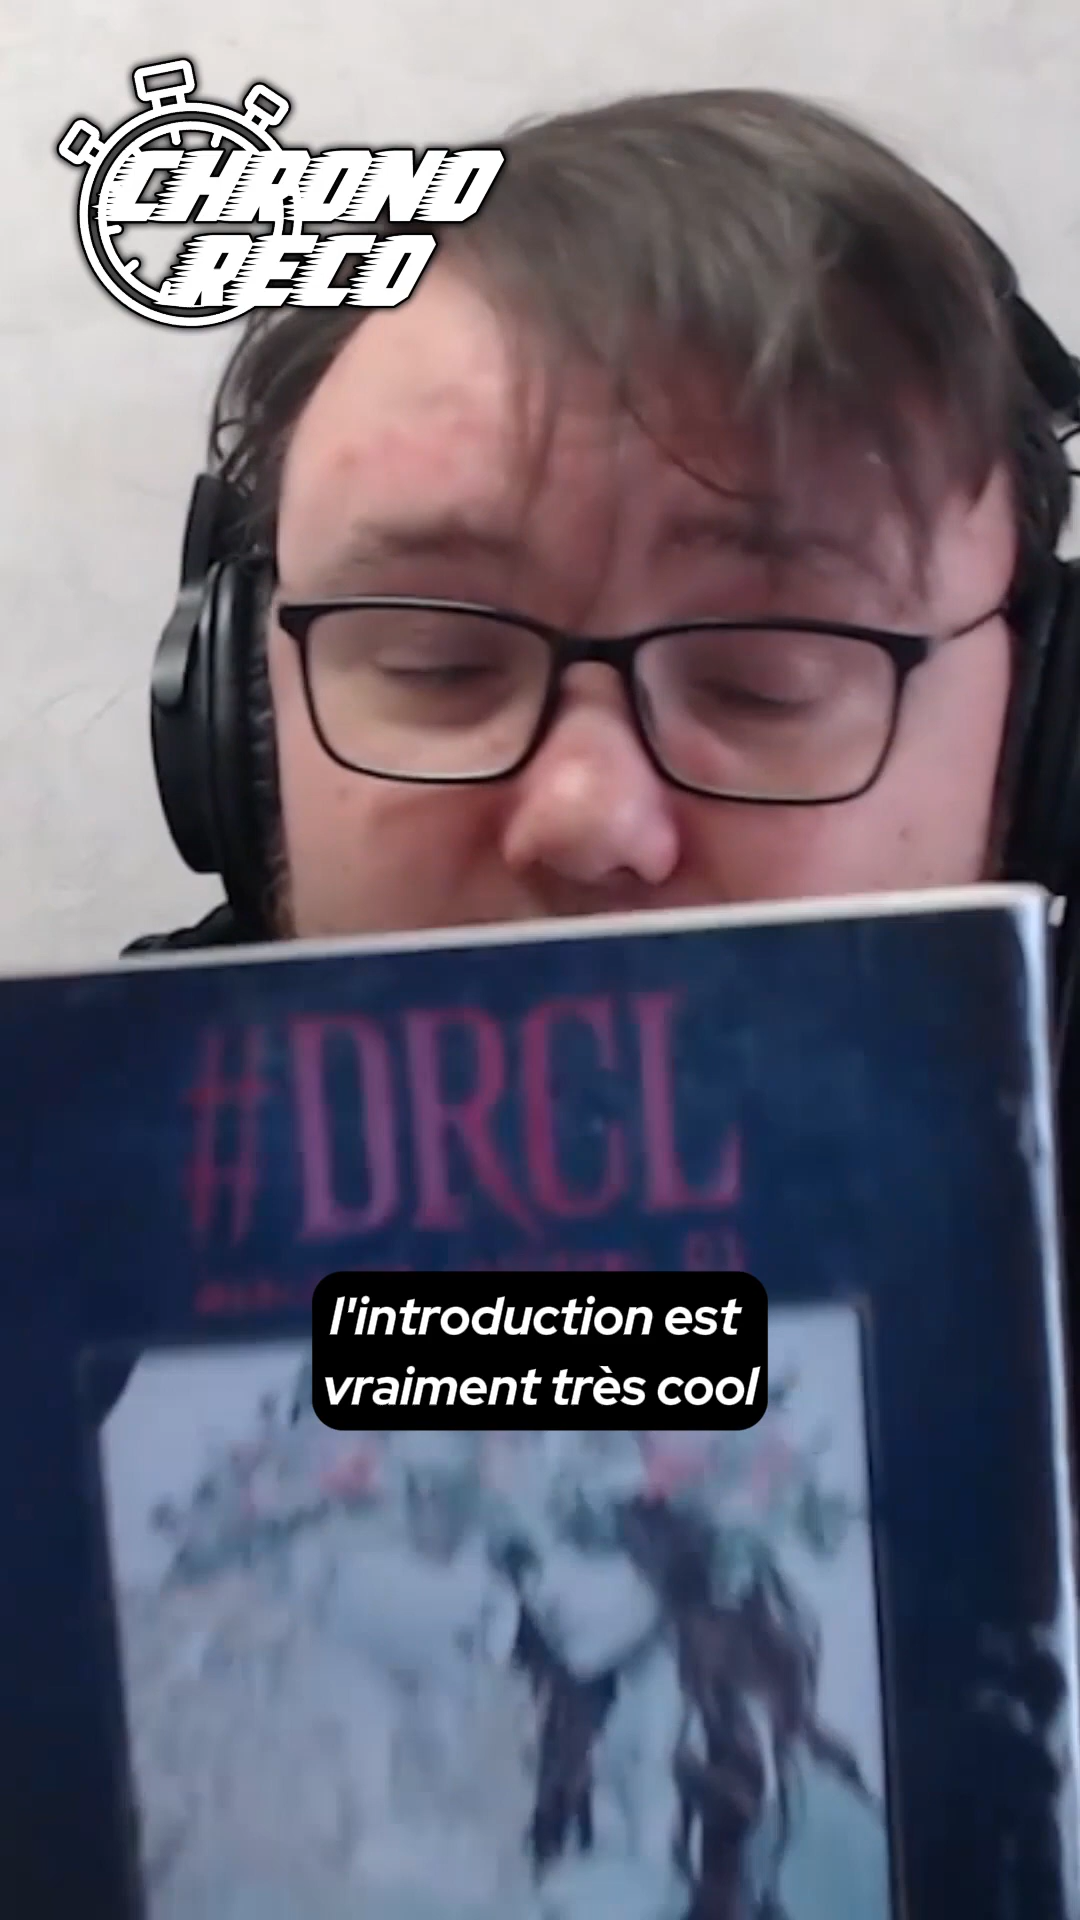 CHRONO
RECO
#DRCL
l'introduction est
vraiment très cool